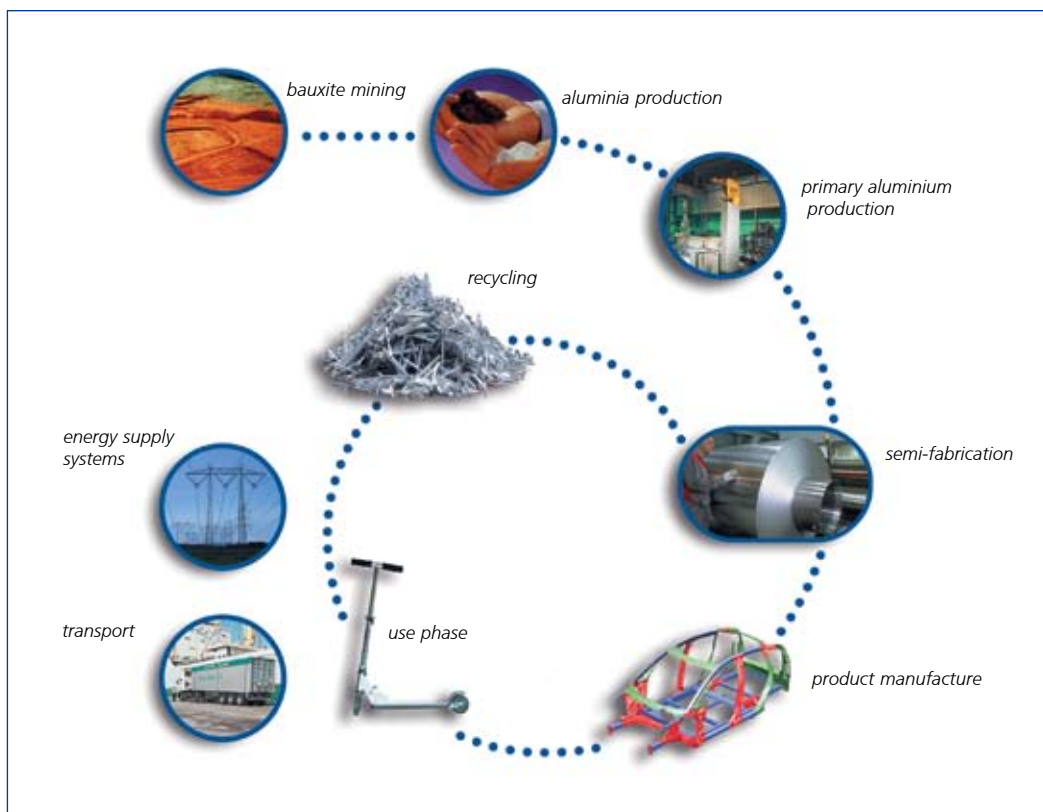 bauxite mining
aluminia production
primary aluminium
production
recycling
energy supply
systems
semi-fabrication
transport
use phase
product manufacture